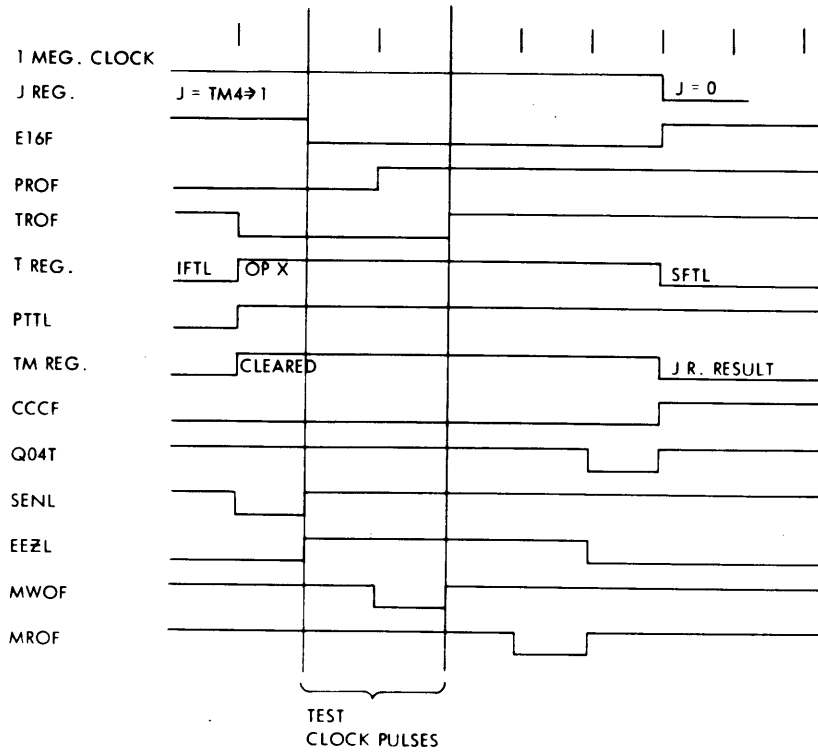 1 MEG. CLOCK
J REG. J = TM4→1 J = 0
E16F
PROF
TROF
T REG. IFTL OP X SFTL
PTTL
TM REG. CLEARED J R. RESULT
CCCF
Q04T
SENL
EEƵL
MWOF
MROF
TEST
CLOCK PULSES